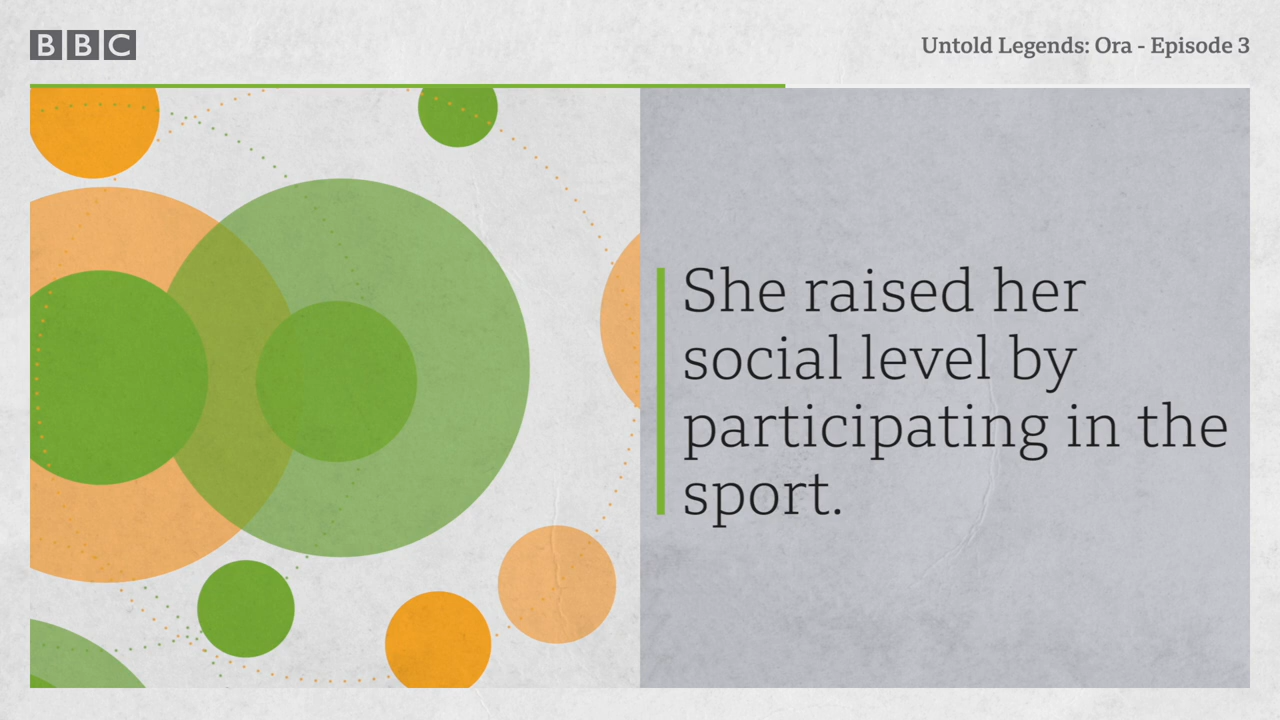 BBC
Untold Legends: Ora - Episode 3
She raised her
social level by
participating in the
sport.